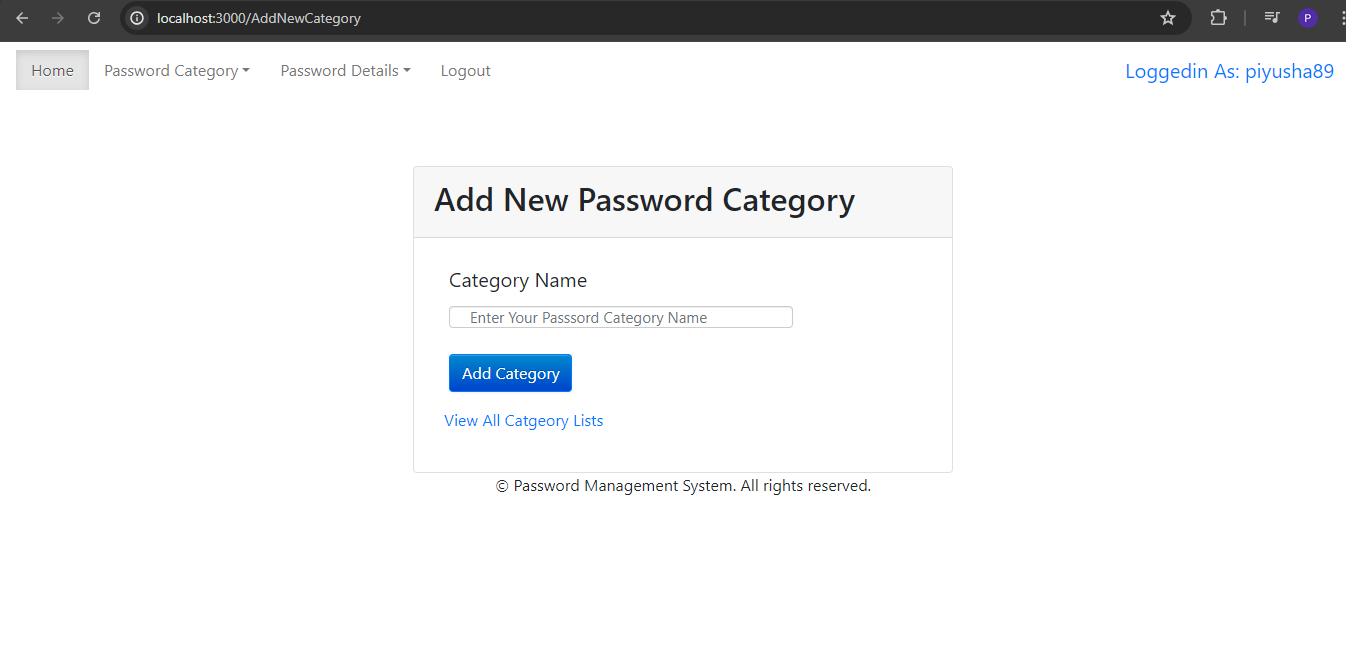 localhost:3000/AddNewCategory
P
Home Password Category Password Details Logout Loggedin As: piyusha89
Add New Password Category
Category Name
Enter Your Passsord Category Name
Add Category
View All Catgeory Lists
© Password Management System. All rights reserved.